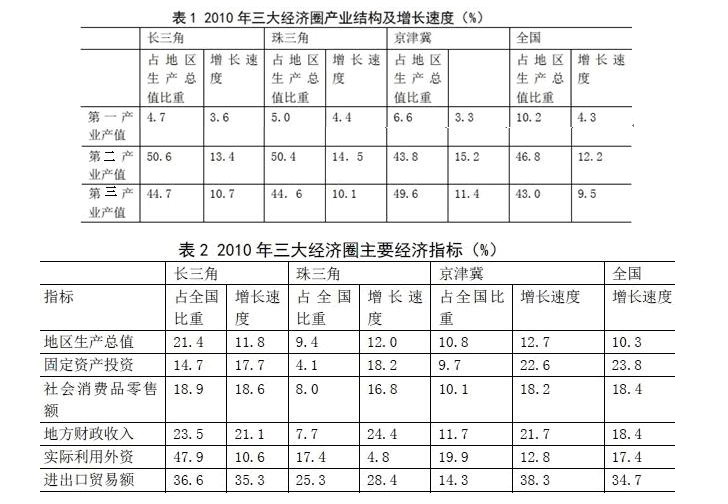 表1 2010年三大经济圈产业结构及增长速度（%）
长三角 珠三角 京津冀 全国
占地区生产总值比重 增长速度 占地区生产总值比重 增长速度 占地区生产总值比重 占地区生产总值比重 增长速度
第一产业产值 4.7 3.6 5.0 4.4 6.6 3.3 10.2 4.3
第二产业产值 50.6 13.4 50.4 14.5 43.8 15.2 46.8 12.2
第三产业产值 44.7 10.7 44.6 10.1 49.6 11.4 43.0 9.5
表2 2010年三大经济圈主要经济指标（%）
长三角 珠三角 京津冀 全国
指标 占全国比重 增长速度 占全国比重 增长速度 占全国比重 增长速度 增长速度
地区生产总值 21.4 11.8 9.4 12.0 10.8 12.7 10.3
固定资产投资 14.7 17.7 4.1 18.2 9.7 22.6 23.8
社会消费品零售额 18.9 18.6 8.0 16.8 10.1 18.2 18.4
地方财政收入 23.5 21.1 7.7 24.4 11.7 21.7 18.4
实际利用外资 47.9 10.6 17.4 4.8 19.9 12.8 17.4
进出口贸易额 36.6 35.3 25.3 28.4 14.3 38.3 34.7